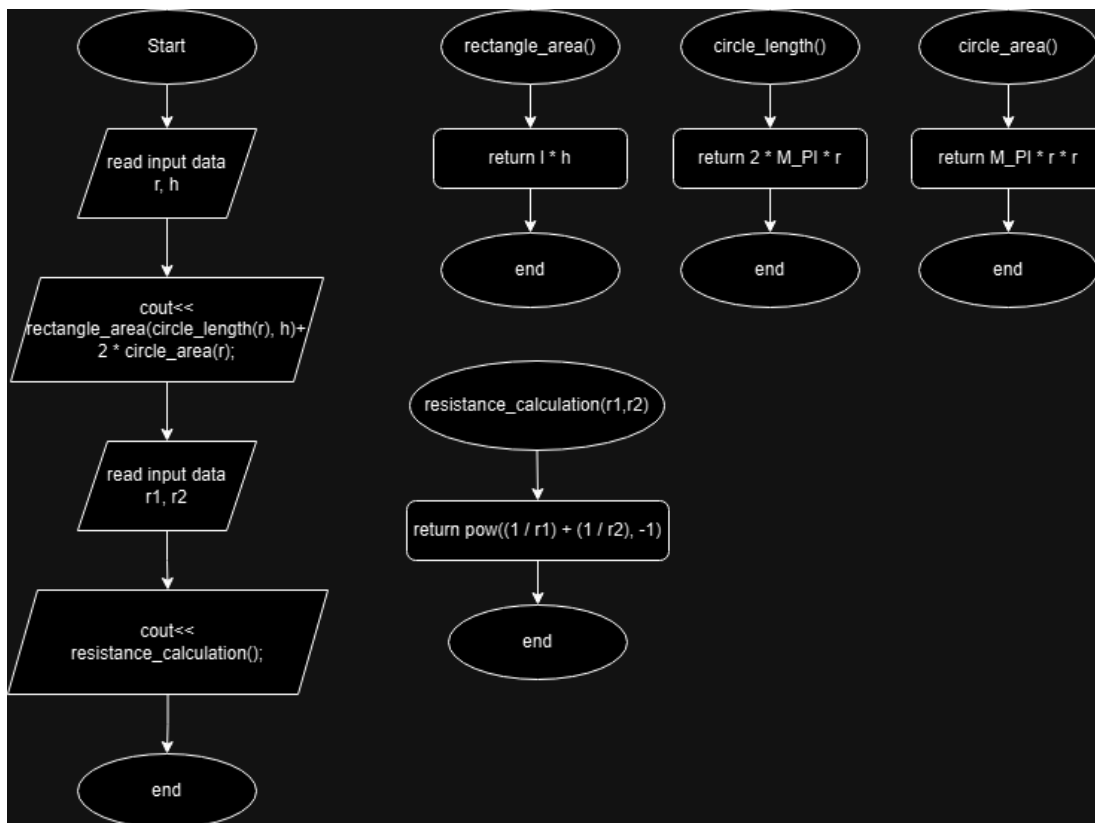 Start
read input data
r, h
cout<<
rectangle_area(circle_length(r), h)+
2 * circle_area(r);
read input data
r1, r2
cout<<
resistance_calculation();
end
rectangle_area()
return l * h
end
circle_length()
return 2 * M_PI * r
end
circle_area()
return M_PI * r * r
end
resistance_calculation(r1,r2)
return pow((1 / r1) + (1 / r2), -1)
end